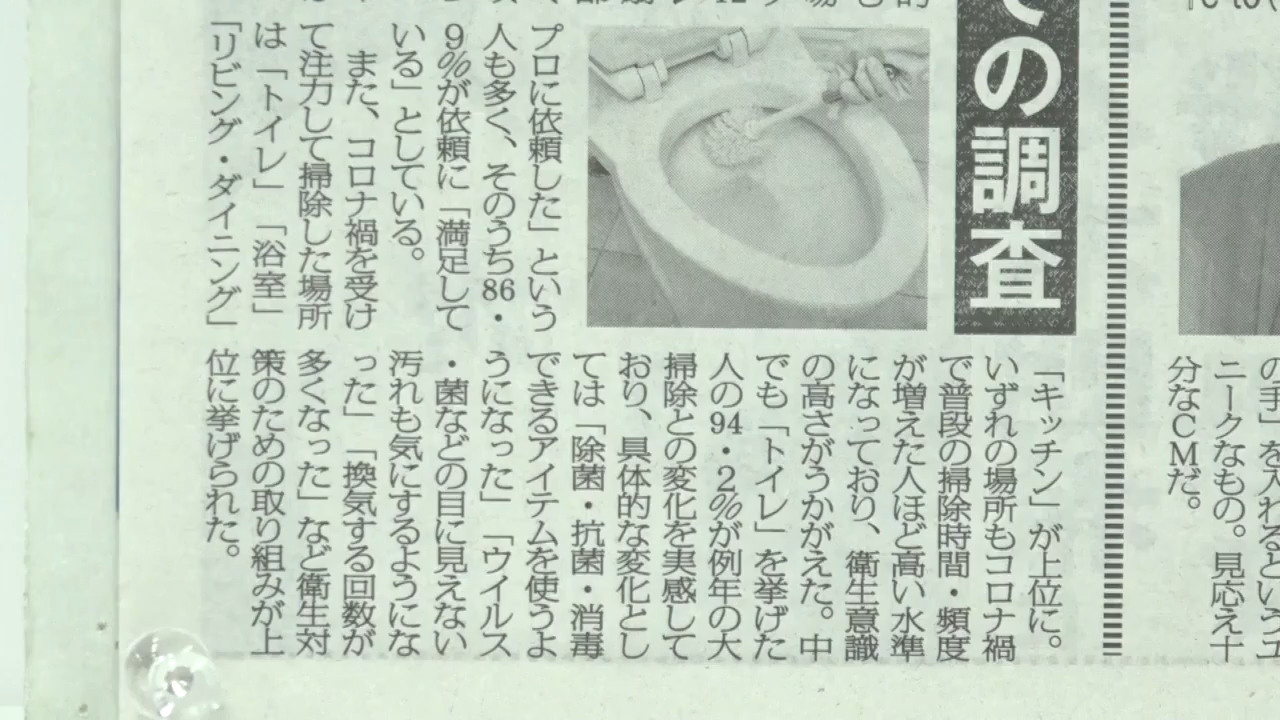 の調査
プロに依頼した」という
人も多く、そのうち86・
9％が依頼に「満足して
いる」としている。
また、コロナ禍を受け
て注力して掃除した場所
は「トイレ」「浴室」
「リビング・ダイニング」
「キッチン」が上位に。
いずれの場所もコロナ禍
で普段の掃除時間・頻度
が増えた人ほど高い水準
になっており、衛生意識
の高さがうかがえた。中
でも「トイレ」を挙げた
人の94・2％が例年の大
掃除との変化を実感して
おり、具体的な変化とし
ては「除菌・抗菌・消毒
できるアイテムを使うよ
うになった」「ウイルス
・菌などの目に見えない
汚れも気にするようにな
った」「換気する回数が
多くなった」など衛生対
策のための取り組みが上
位に挙げられた。
の手」を入れるというユ
ニークなもの。見応え十
分なCMだ。